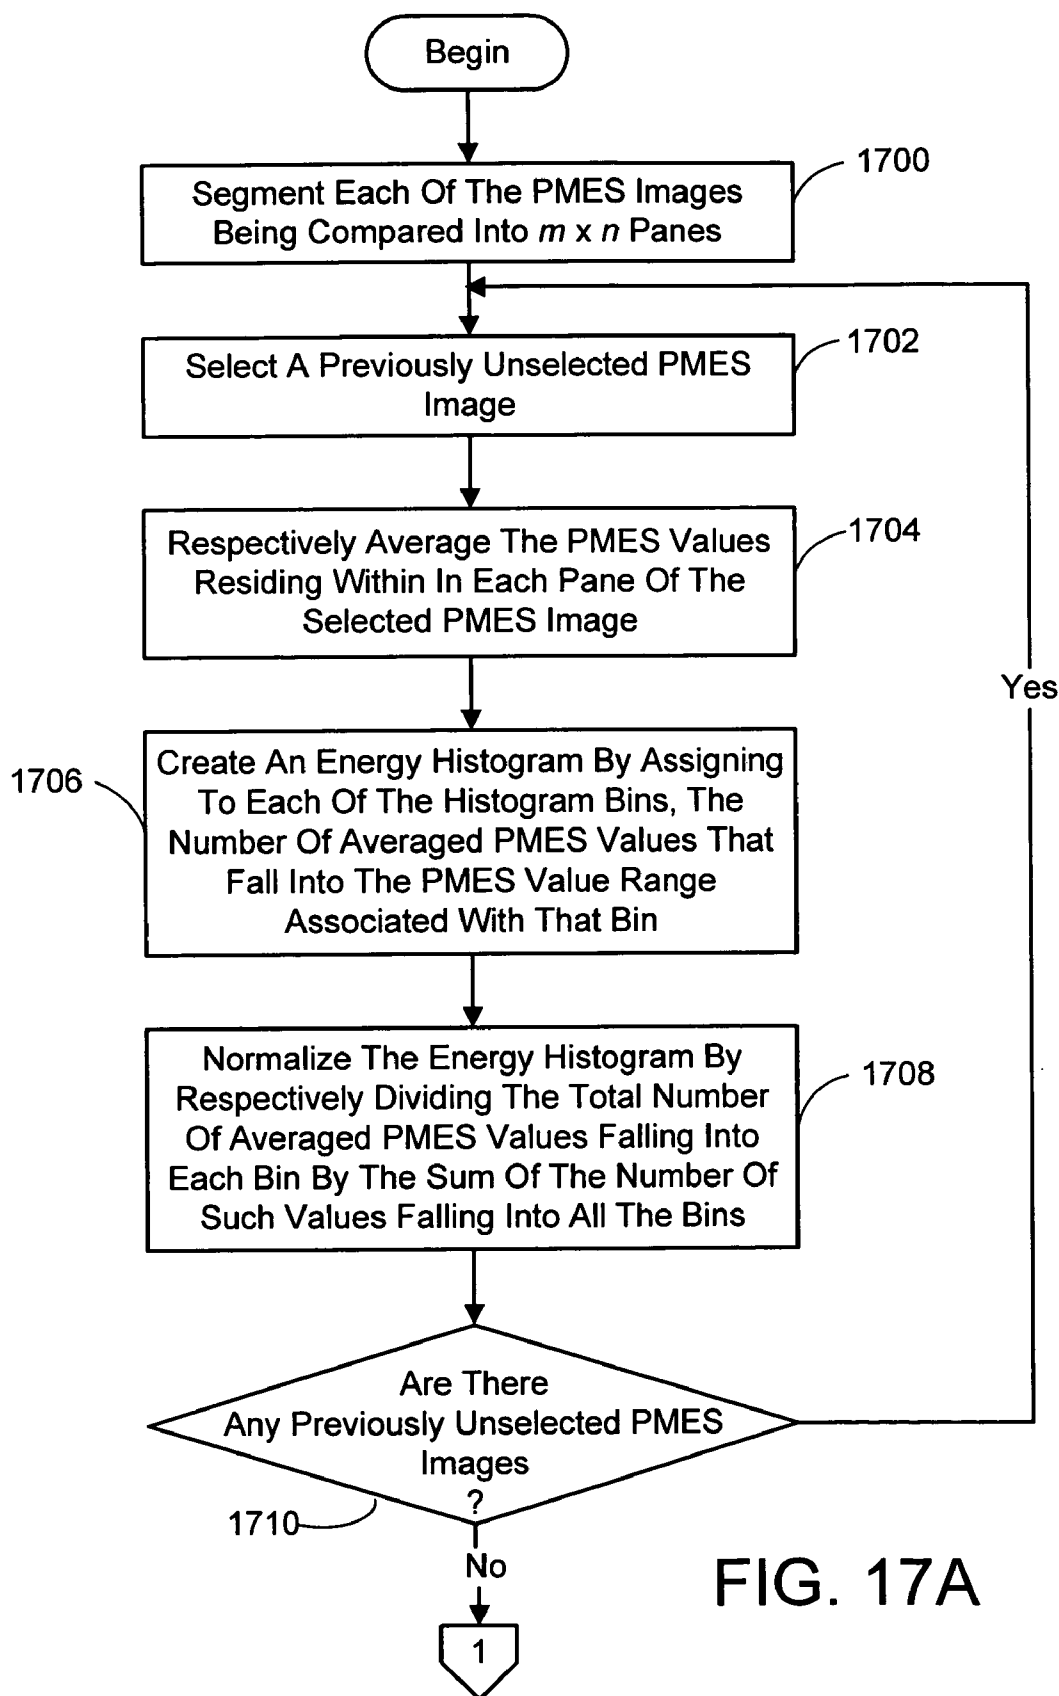 Begin
1700
Segment Each Of The PMES Images
Being Compared Into m x n Panes
1702
Select A Previously Unselected PMES
Image
1704
Respectively Average The PMES Values
Residing Within In Each Pane Of The
Selected PMES Image
Yes
1706
Create An Energy Histogram By Assigning
To Each Of The Histogram Bins, The
Number Of Averaged PMES Values That
Fall Into The PMES Value Range
Associated With That Bin
1708
Normalize The Energy Histogram By
Respectively Dividing The Total Number
Of Averaged PMES Values Falling Into
Each Bin By The Sum Of The Number Of
Such Values Falling Into All The Bins
Are There
Any Previously Unselected PMES
Images
?
1710
No
FIG. 17A
1